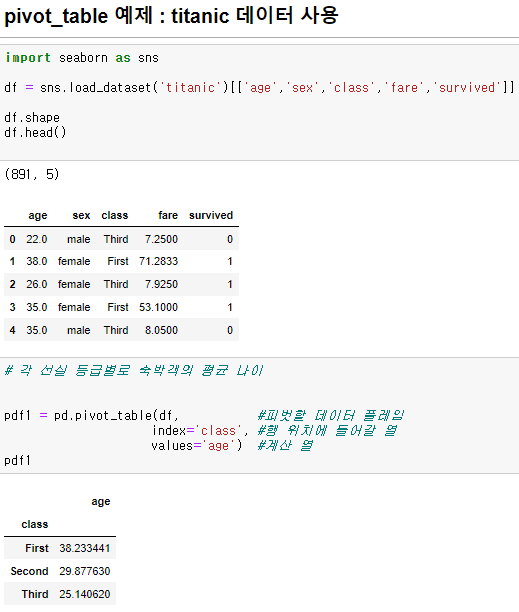 pivot_table 예제 : titanic 데이터 사용
import seaborn as sns
df = sns.load_dataset('titanic')[['age','sex','class','fare','survived']]
df.shape
df.head()
(891, 5)
age sex class fare survived
0 22.0 male Third 7.2500 0
1 38.0 female First 71.2833 1
2 26.0 female Third 7.9250 1
3 35.0 female First 53.1000 1
4 35.0 male Third 8.0500 0
# 각 선실 등급별로 숙박객의 평균 나이
pdf1 = pd.pivot_table(df, #피벗할 데이터 플레임
index='class', #행 위치에 들어갈 열
values='age') #계산 열
pdf1
age
class
First 38.233441
Second 29.877630
Third 25.140620